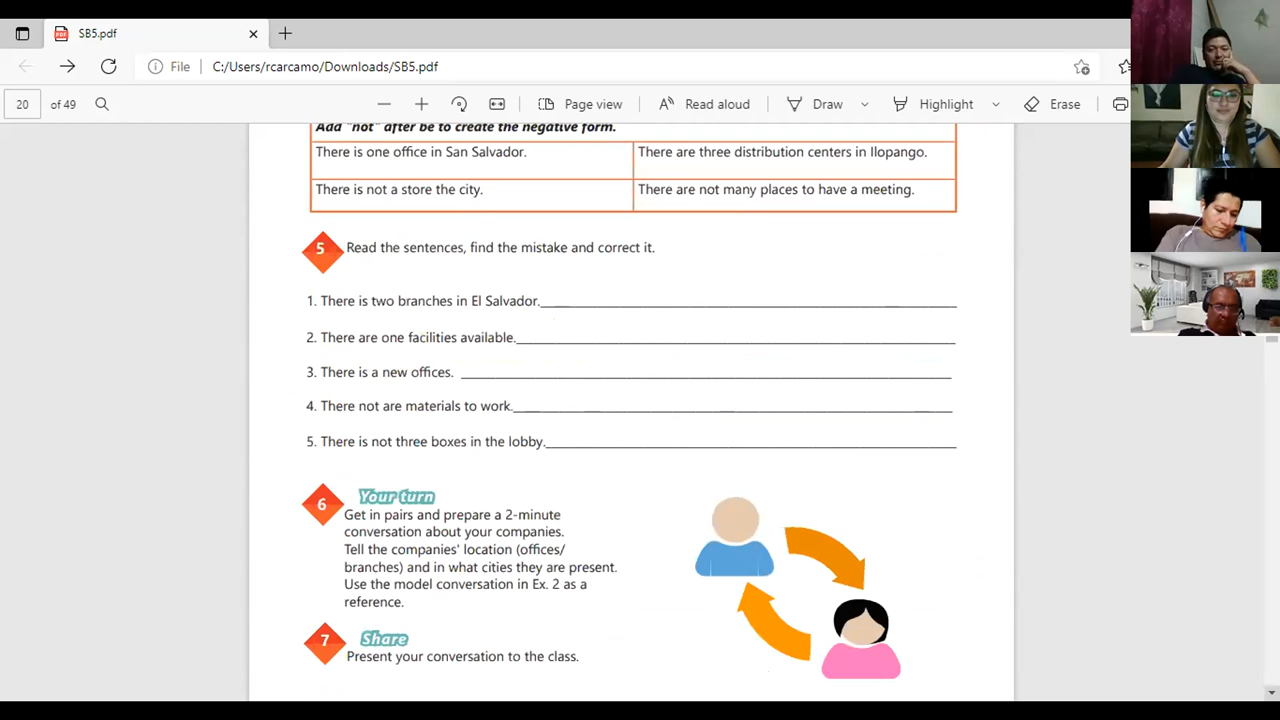 SB5.pdf
File C:/Users/rcarcamo/Downloads/SB5.pdf
20 of 49 Page view Read aloud Draw Highlight Erase
Add "not" after be to create the negative form.
There is one office in San Salvador. There are three distribution centers in Ilopango.
There is not a store the city. There are not many places to have a meeting.
5 Read the sentences, find the mistake and correct it.
1. There is two branches in El Salvador.
2. There are one facilities available.
3. There is a new offices.
4. There not are materials to work.
5. There is not three boxes in the lobby.
6 Your turn
Get in pairs and prepare a 2-minute
conversation about your companies.
Tell the companies' location (offices/
branches) and in what cities they are present.
Use the model conversation in Ex. 2 as a
reference.
7 Share
Present your conversation to the class.